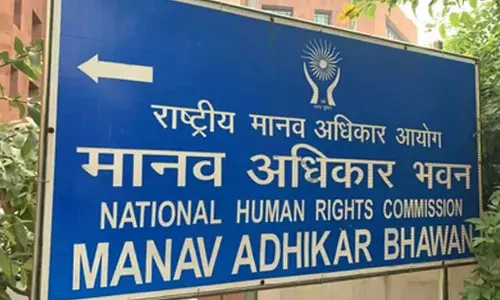 राष्ट्रीय मानव अधिकार आयोग
मानव अधिकार भवन
NATIONAL HUMAN RIGHTS COMMISSION
MANAV ADHIKAR BHAWAN